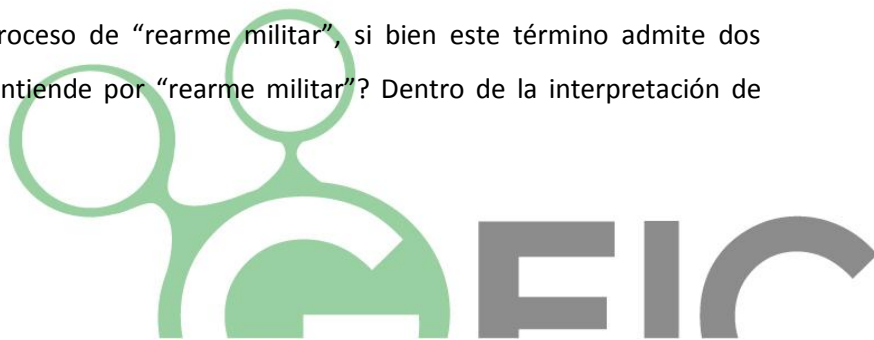 roceso de “rearme militar”, si bien este término admite dos
ntiende por “rearme militar”? Dentro de la interpretación de
GEIC